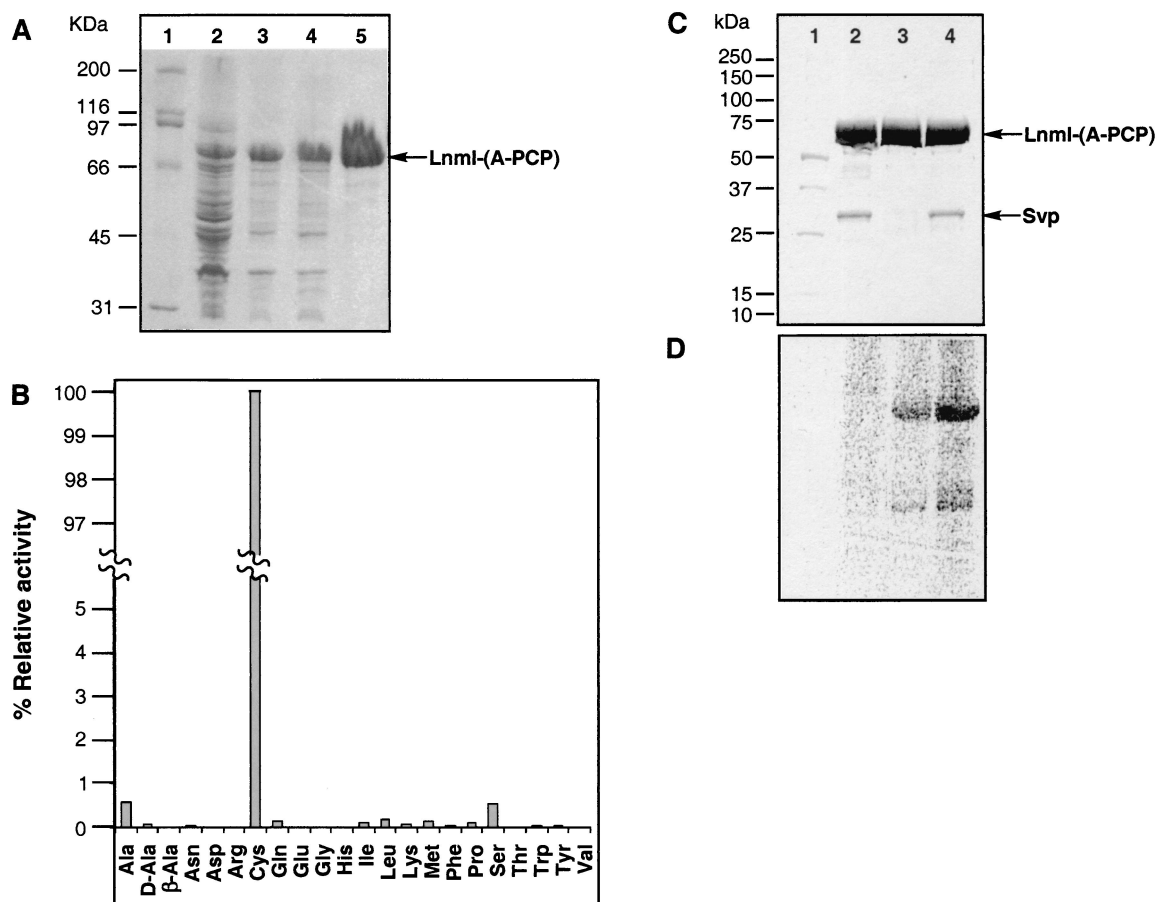 A
KDa
1 2 3 4 5
200
116
97
66
45
31
LnmI-(A-PCP)
B
100
99
98
97
5
4
3
2
1
0
% Relative activity
Ala D-Ala β-Ala Asn Asp Arg Cys Gln Glu Gly His Ile Leu Lys Met Phe Pro Ser Thr Trp Tyr Val
C
kDa
1 2 3 4
250
150
100
75
50
37
25
15
10
LnmI-(A-PCP)
Svp
D